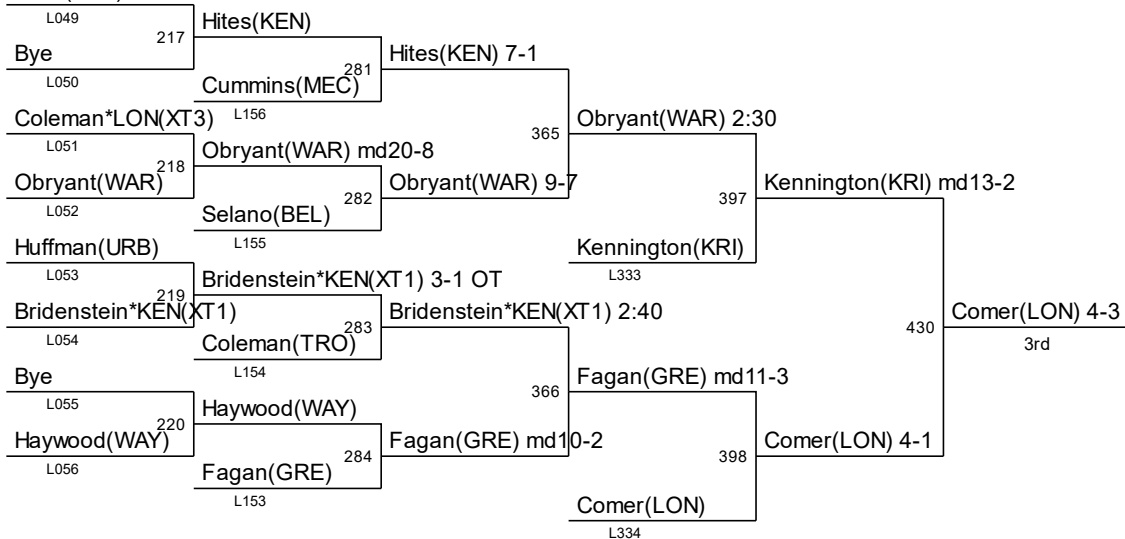 L049
217
Hites(KEN)
Bye
281
Hites(KEN) 7-1
L050
Cummins(MEC)
L156
Coleman*LON(XT3)
365
Obryant(WAR) 2:30
L051
218
Obryant(WAR) md20-8
Obryant(WAR)
282
Obryant(WAR) 9-7
397
Kennington(KRI) md13-2
L052
Selano(BEL)
L155
Huffman(URB)
Kennington(KRI)
L053
L333
219
Bridenstein*KEN(XT1) 3-1 OT
Bridenstein*KEN(XT1)
283
Bridenstein*KEN(XT1) 2:40
430
Comer(LON) 4-3
L054
Coleman(TRO)
3rd
L154
Bye
366
Fagan(GRE) md11-3
L055
220
Haywood(WAY)
Haywood(WAY)
284
Fagan(GRE) md10-2
398
Comer(LON) 4-1
L056
Fagan(GRE)
L153
Comer(LON)
L334